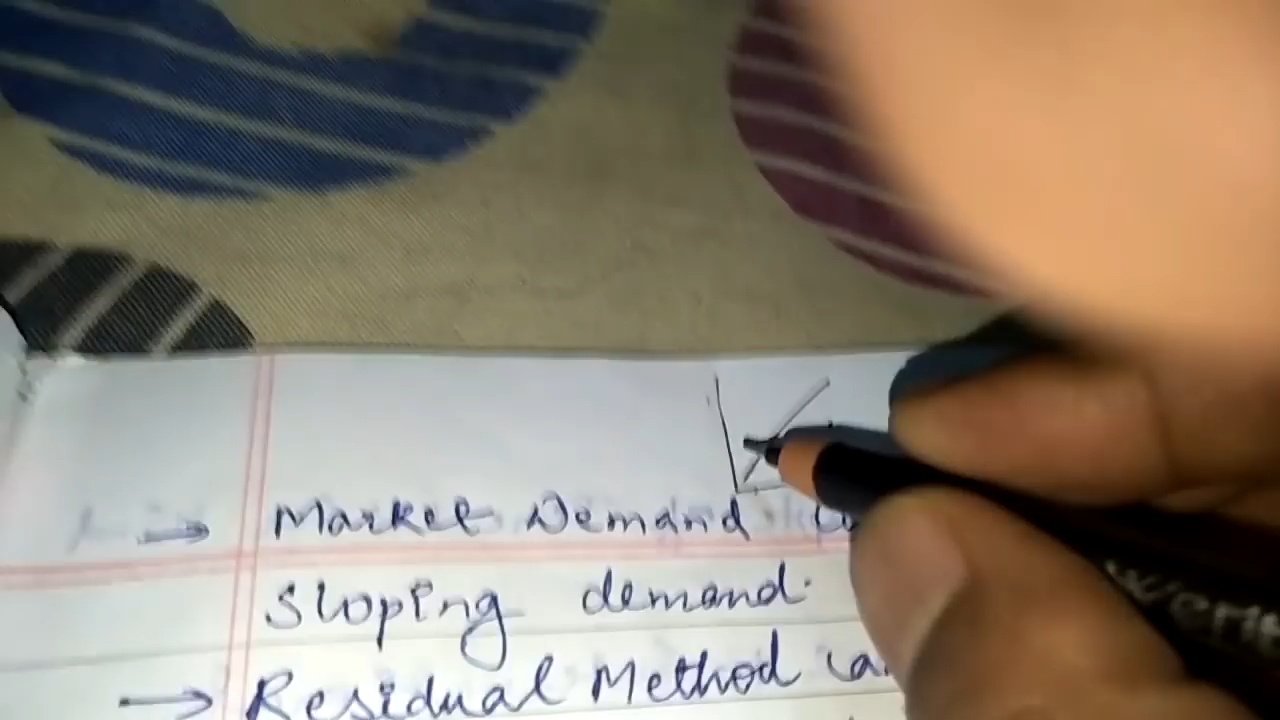 → Market Demand
Sloping demand.
→ Residual Method